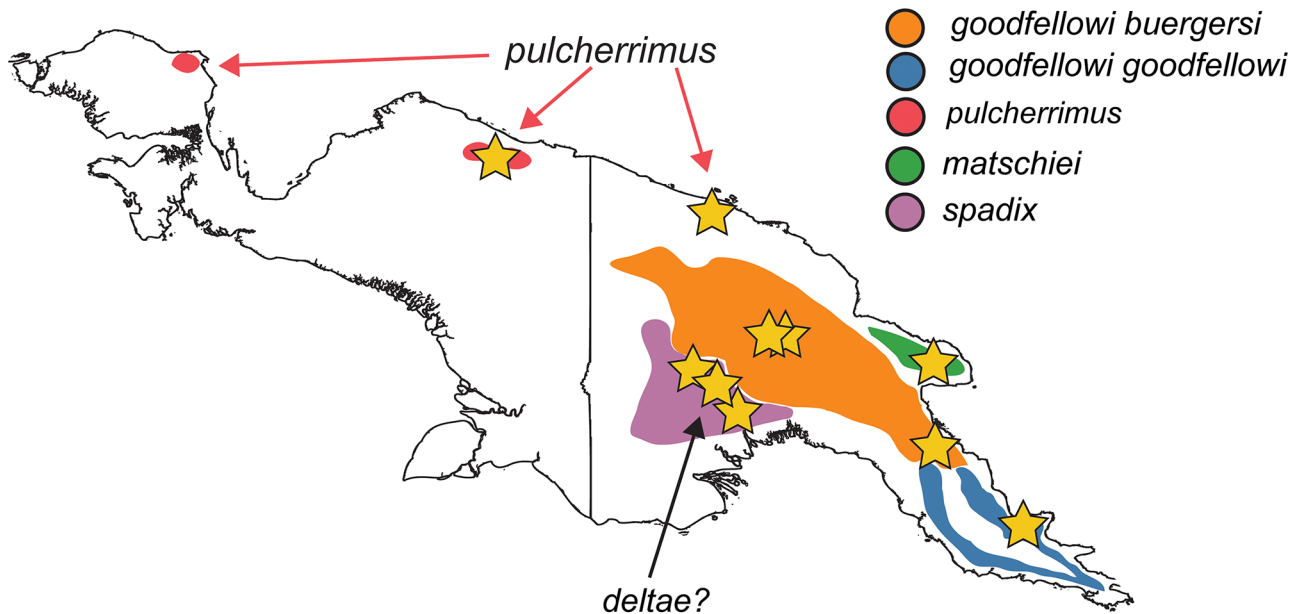 pulcherrimus
goodfellowi buergersi
goodfellowi goodfellowi
pulcherrimus
matschiei
spadix
deltae?